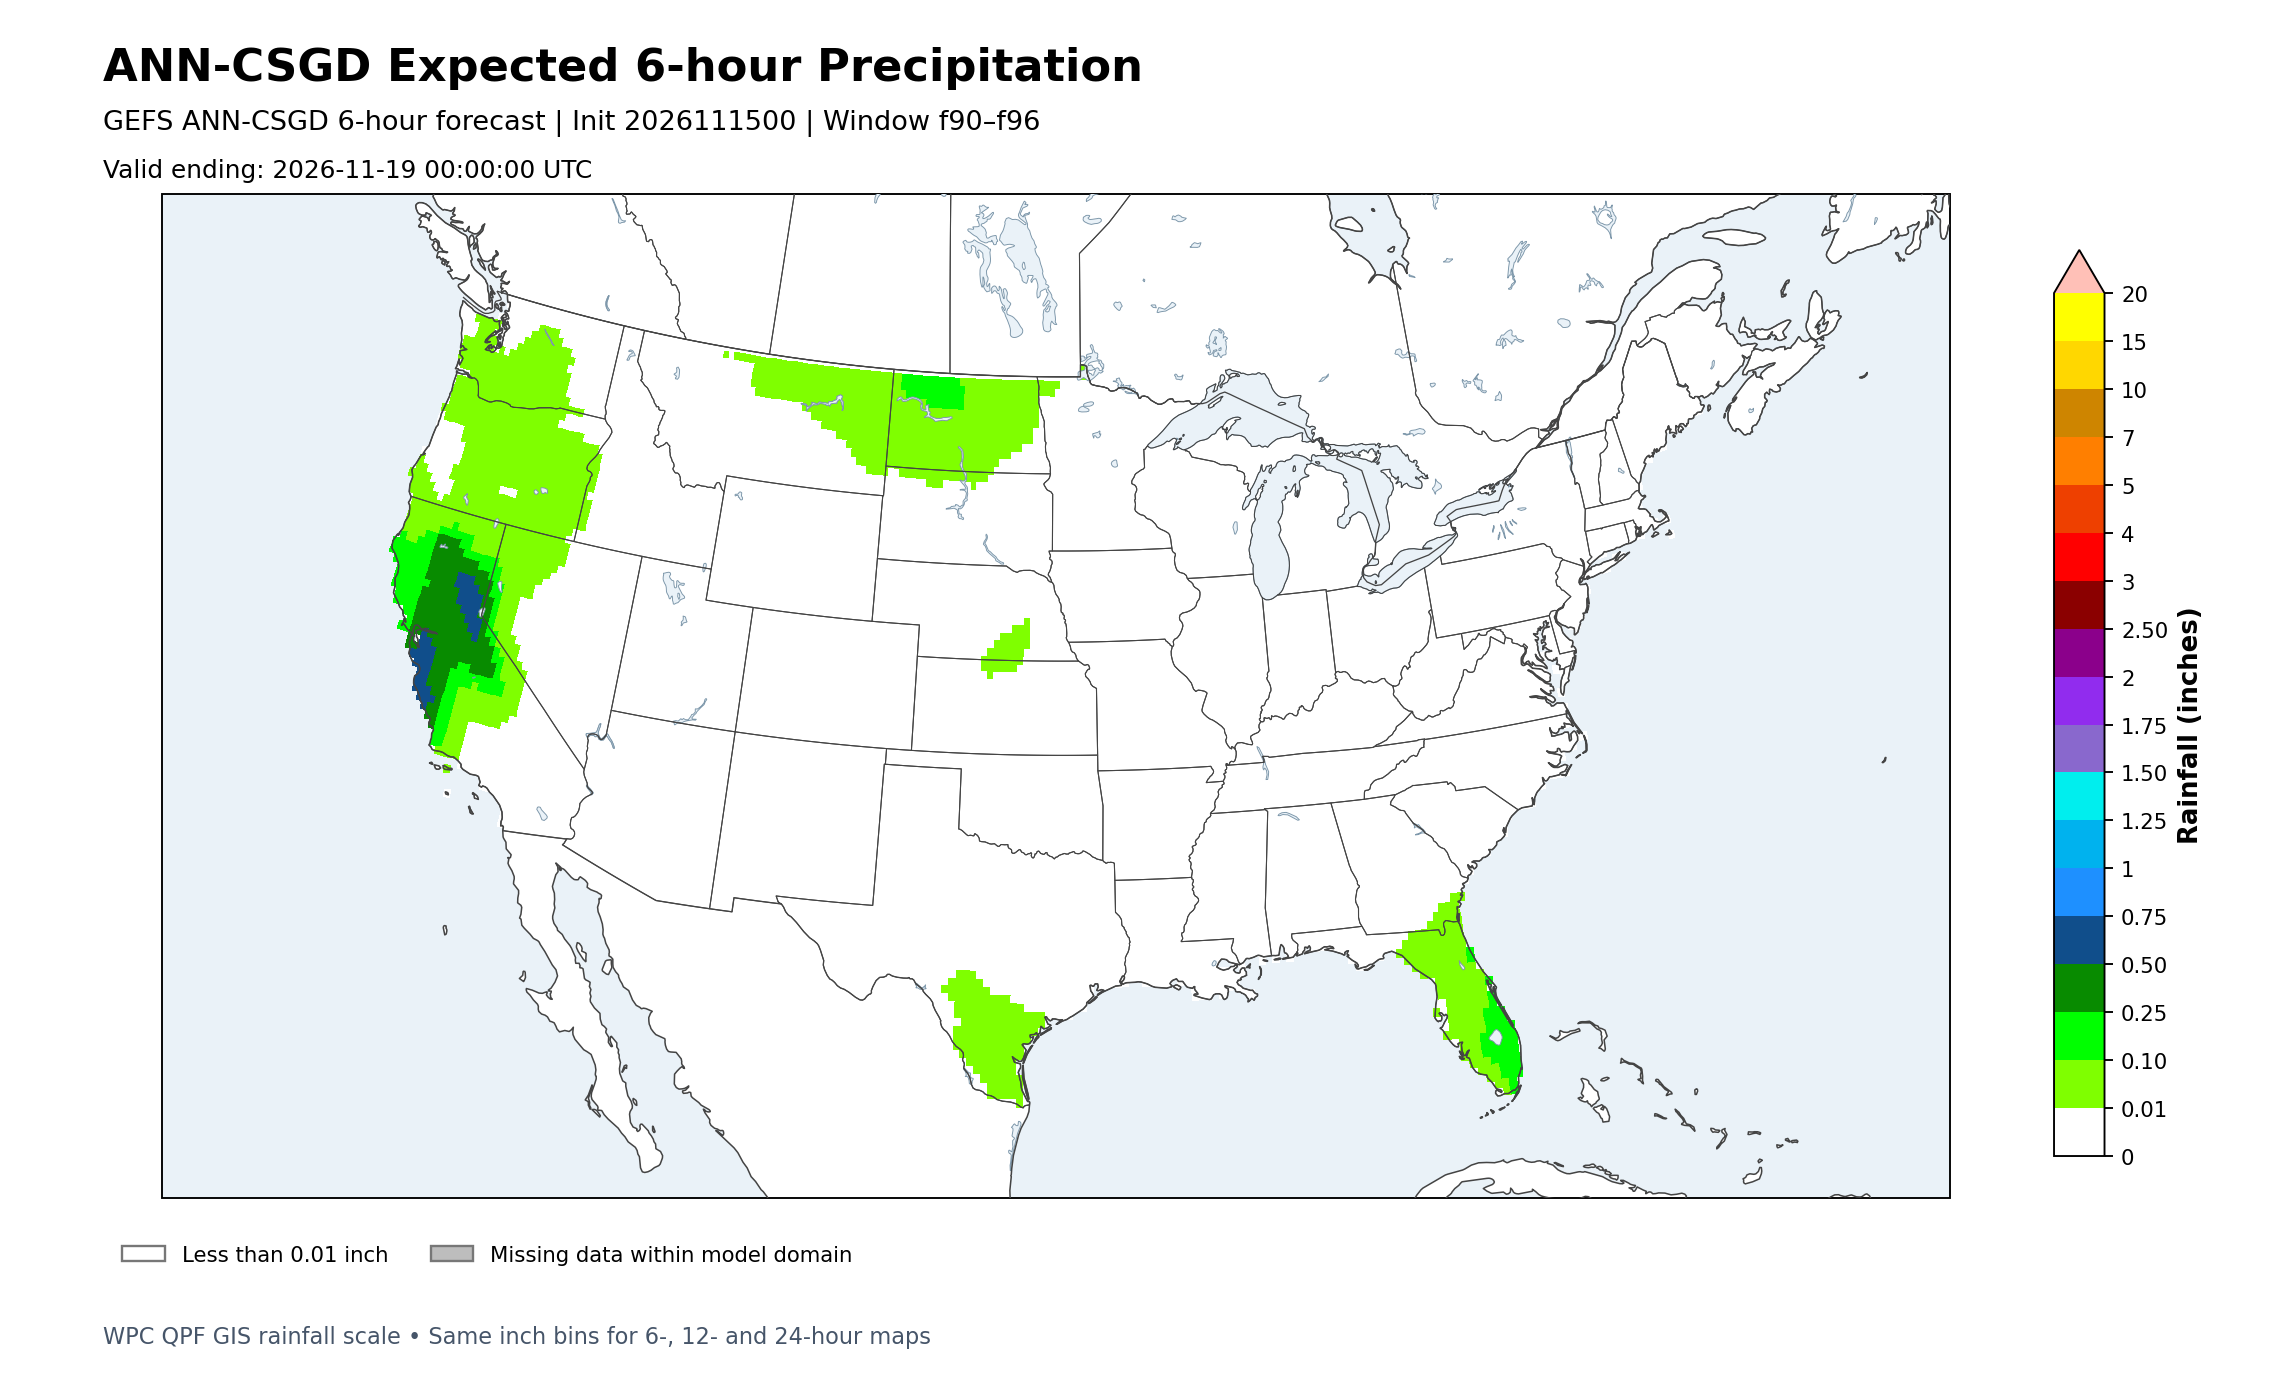 ANN-CSGD Expected 6-hour Precipitation
GEFS ANN-CSGD 6-hour forecast | Init 2026111500 | Window f90–f96
Valid ending: 2026-11-19 00:00:00 UTC
20
15
10
7
5
4
3
2.50
2
1.75
1.50
1.25
1
0.75
0.50
0.25
0.10
0.01
0
Rainfall (inches)
Less than 0.01 inch
Missing data within model domain
WPC QPF GIS rainfall scale • Same inch bins for 6-, 12- and 24-hour maps